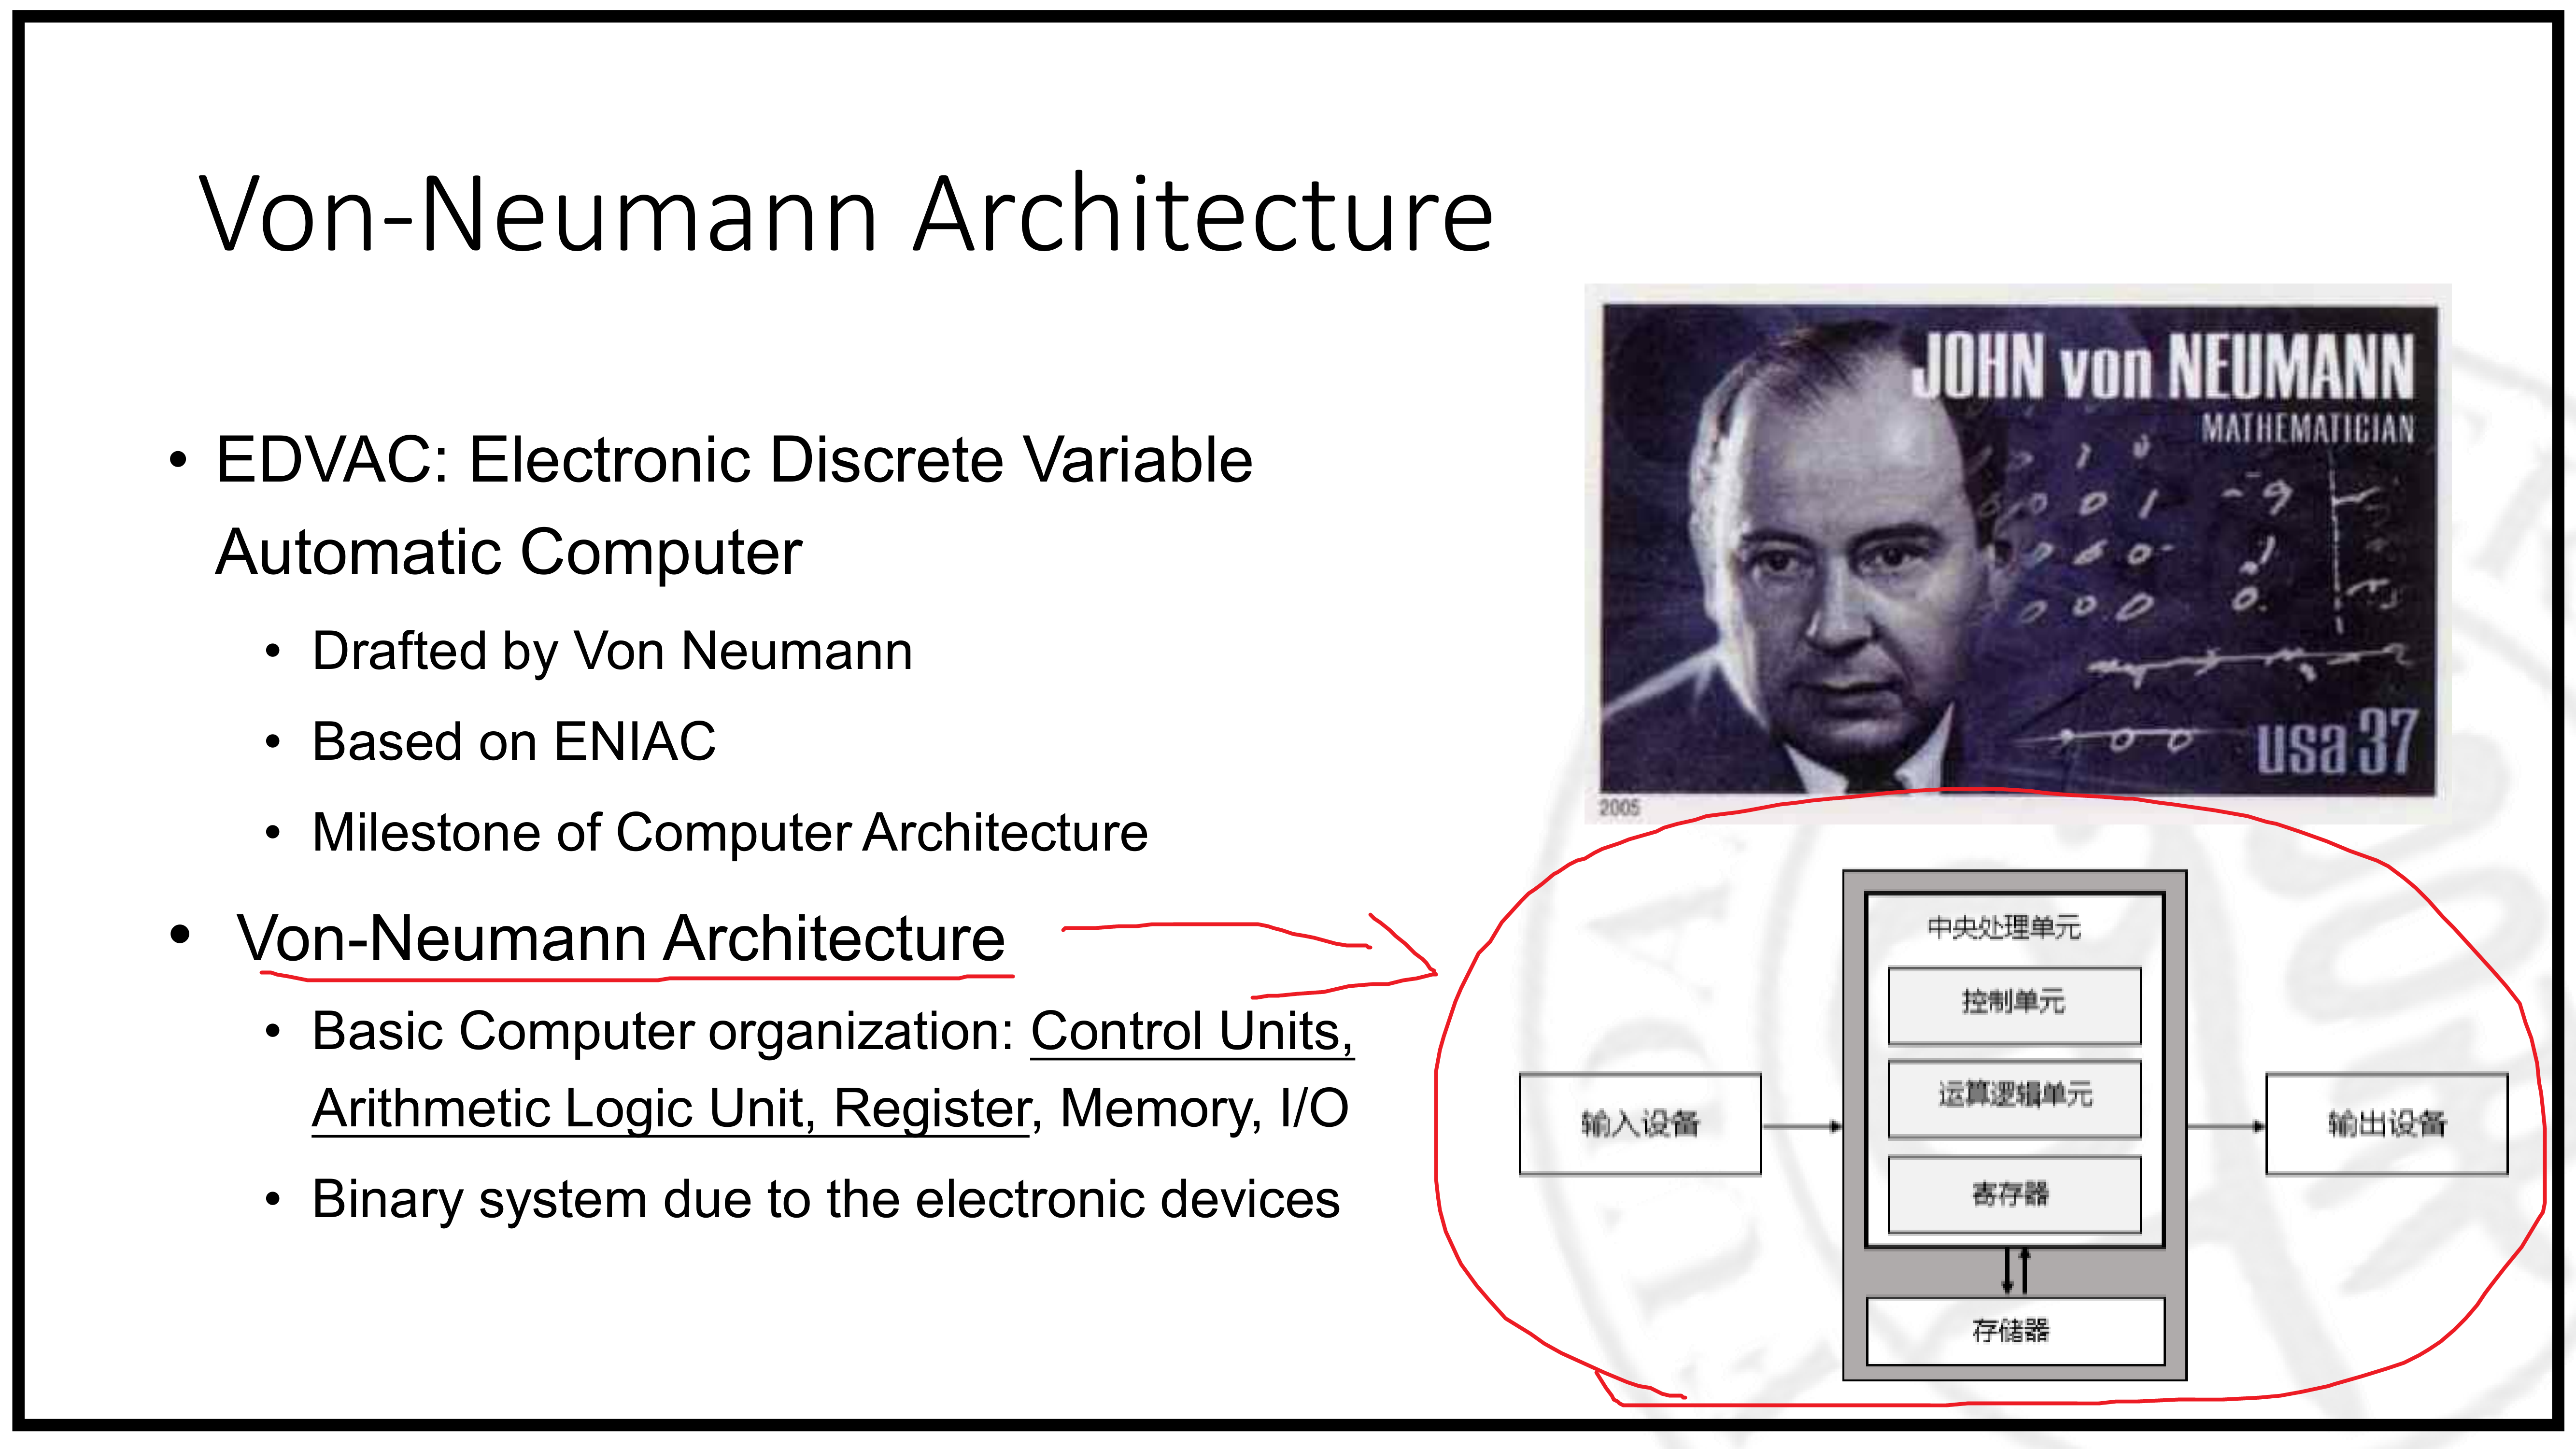 Von-Neumann Architecture
• EDVAC: Electronic Discrete Variable
Automatic Computer
• Drafted by Von Neumann
• Based on ENIAC
• Milestone of Computer Architecture
• Von-Neumann Architecture
• Basic Computer organization: Control Units,
Arithmetic Logic Unit, Register, Memory, I/O
• Binary system due to the electronic devices
JOHN von NEUMANN
MATHEMATICIAN
usa 37
2005
中央处理单元
控制单元
运算逻辑单元
寄存器
输入设备
输出设备
存储器